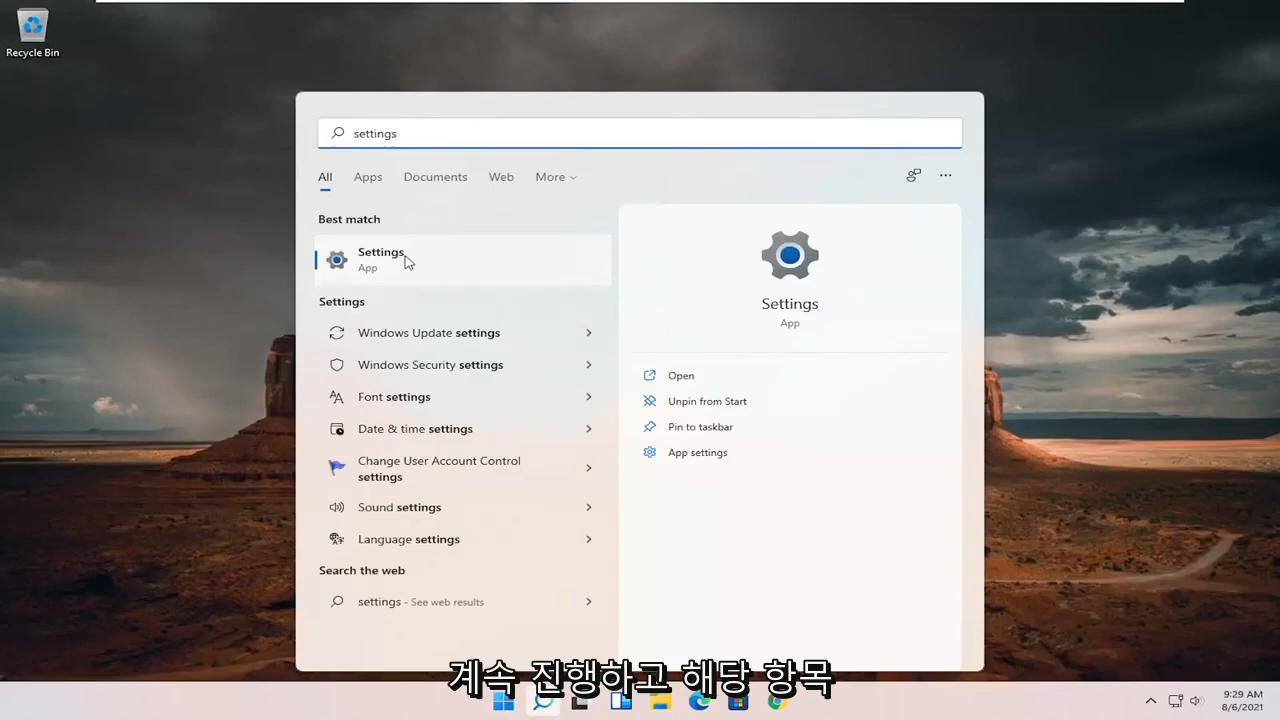 Recycle Bin
settings
All Apps Documents Web More
Best match
Settings
App
Settings
Windows Update settings
Windows Security settings
Font settings
Date & time settings
Change User Account Control
settings
Sound settings
Language settings
Search the web
settings - See web results
Settings
App
Open
Unpin from Start
Pin to taskbar
App settings
계속 진행하고 해당 항목
9:29 AM
8/6/2021